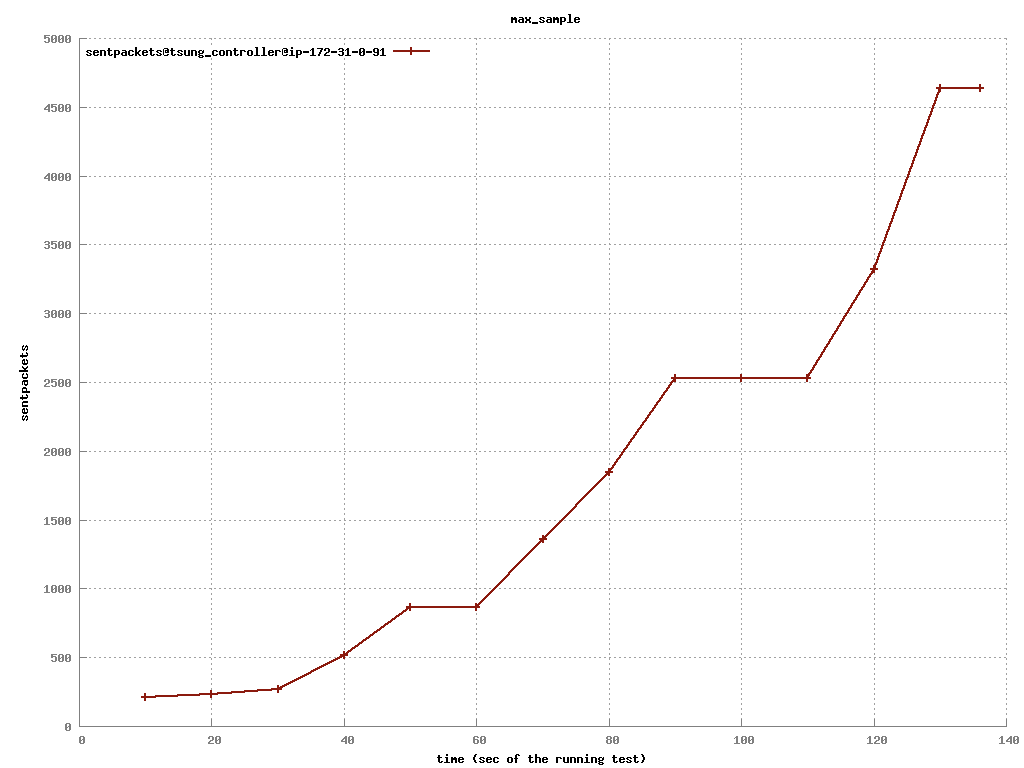 max_sample
sentpackets@tsung_controller@ip-172-31-0-91
5000
4500
4000
3500
3000
2500
2000
1500
1000
500
0
sentpackets
0 20 40 60 80 100 120 140
time (sec of the running test)